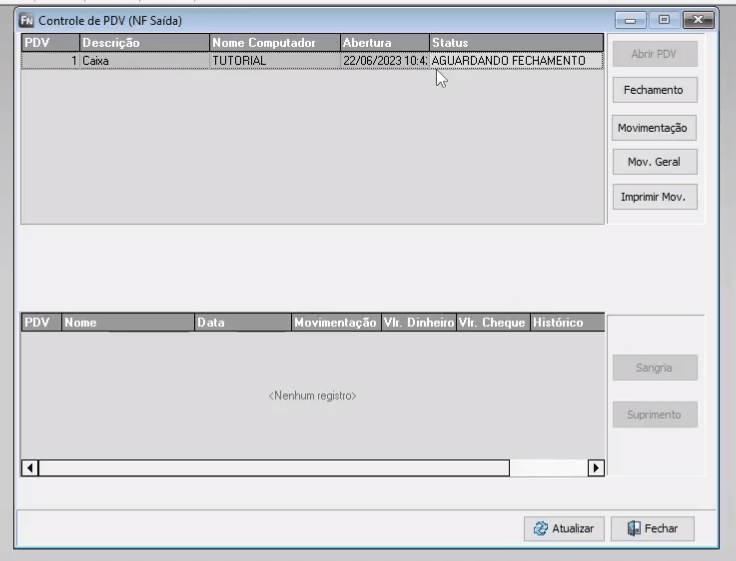 FN Controle de PDV (NF Saída)
PDV Descrição Nome Computador Abertura Status
1 Caixa TUTORIAL 22/06/2023 10:4 AGUARDANDO FECHAMENTO
Abrir PDV
Fechamento
Movimentação
Mov. Geral
Imprimir Mov.
PDV Nome Data Movimentação Vlr. Dinheiro Vlr. Cheque Histórico
<Nenhum registro>
Sangria
Suprimento
Atualizar Fechar